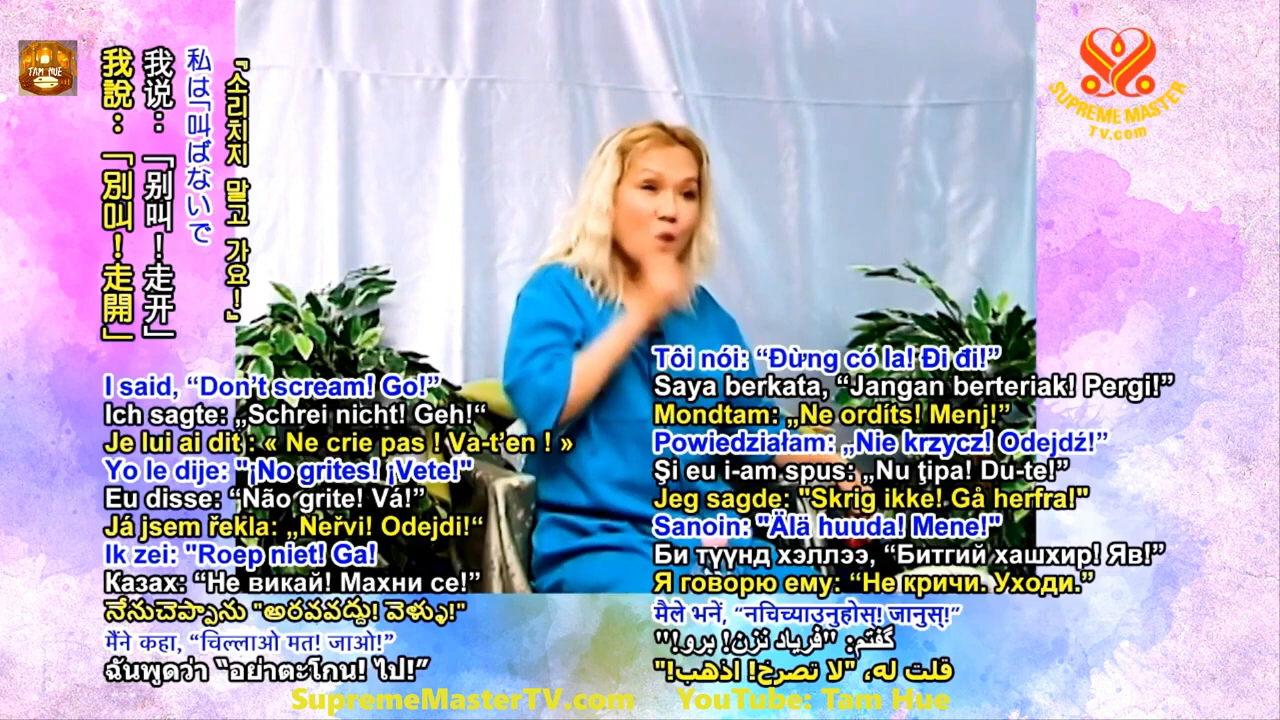 TAM HUE
SUPREME MASTER
TV.com
『소리치지 말고 가요!』
私は「叫ばないで
我说：「别叫！走开」
我說：「別叫！走開」
I said, “Don’t scream! Go!”
Ich sagte: „Schrei nicht! Geh!“
Je lui ai dit : « Ne crie pas ! Va-t’en ! »
Yo le dije: "¡No grites! ¡Vete!"
Eu disse: “Não grite! Vá!”
Já jsem řekla: „Neřvi! Odejdi!“
Ik zei: "Roep niet! Ga!
Казах: “Не викай! Махни се!”
నేనుచెప్పాను "అరవవద్దు! వెళ్ళు!"
मैंने कहा, “चिल्लाओ मत! जाओ!”
ฉันพูดว่า “อย่าตะโกน! ไป!”
Tôi nói: “Đừng có la! Đi đi!”
Saya berkata, “Jangan berteriak! Pergi!”
Mondtam: „Ne ordíts! Menj!”
Powiedziałam: „Nie krzycz! Odejdź!”
Şi eu i-am spus: „Nu ţipa! Du-te!”
Jeg sagde: "Skrig ikke! Gå herfra!"
Sanoin: "Älä huuda! Mene!"
Би түүнд хэллээ, “Битгий хашхир! Яв!”
Я говорю ему: “Не кричи. Уходи.”
मैले भनें, “नचिच्याउनुहोस्! जानुस्!”
گفتم: "فریاد نزن! برو!"
قلت له، "لا تصرخ! اذهب!"
SupremeMasterTV.com
YouTube: Tam Hue